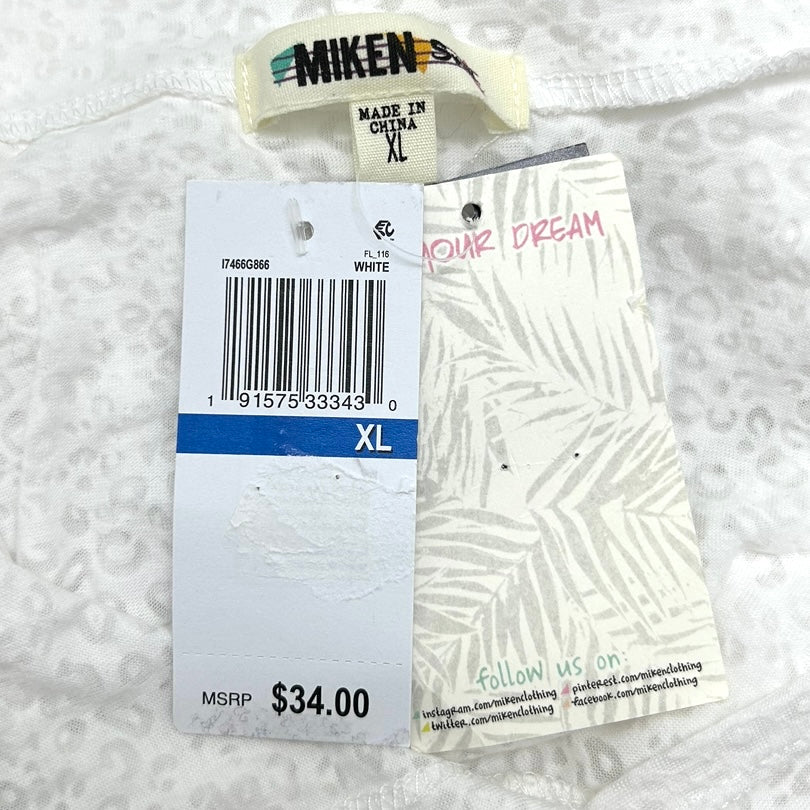 MIKEN
MADE IN
CHINA
XL
I7466G866
FL_116
WHITE
1 91575 33343 0
XL
MSRP $34.00
YOUR DREAM
follow us on:
instagram.com/mikenclothing
pinterest.com/mikenclothing
twitter.com/mikenclothing
facebook.com/mikenclothing